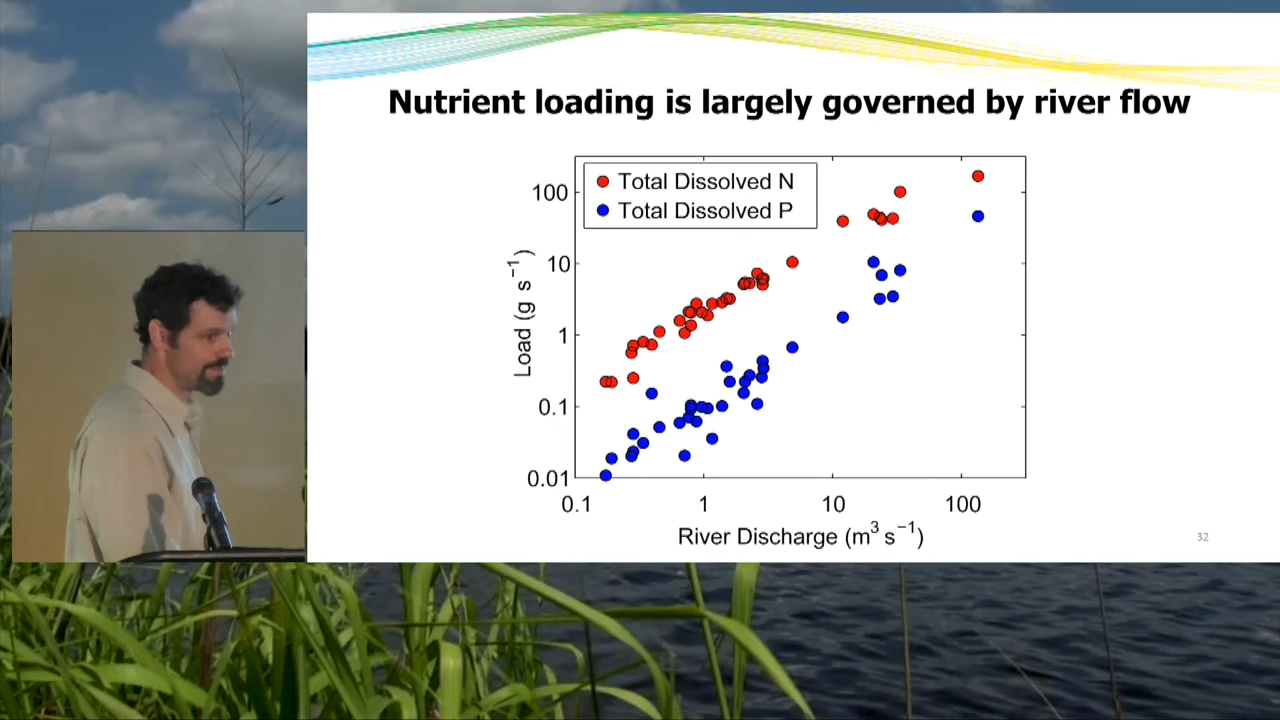 Nutrient loading is largely governed by river flow
Total Dissolved N
Total Dissolved P
100
10
1
0.1
0.01
Load (g s⁻¹)
0.1
1
10
100
River Discharge (m³ s⁻¹)
32